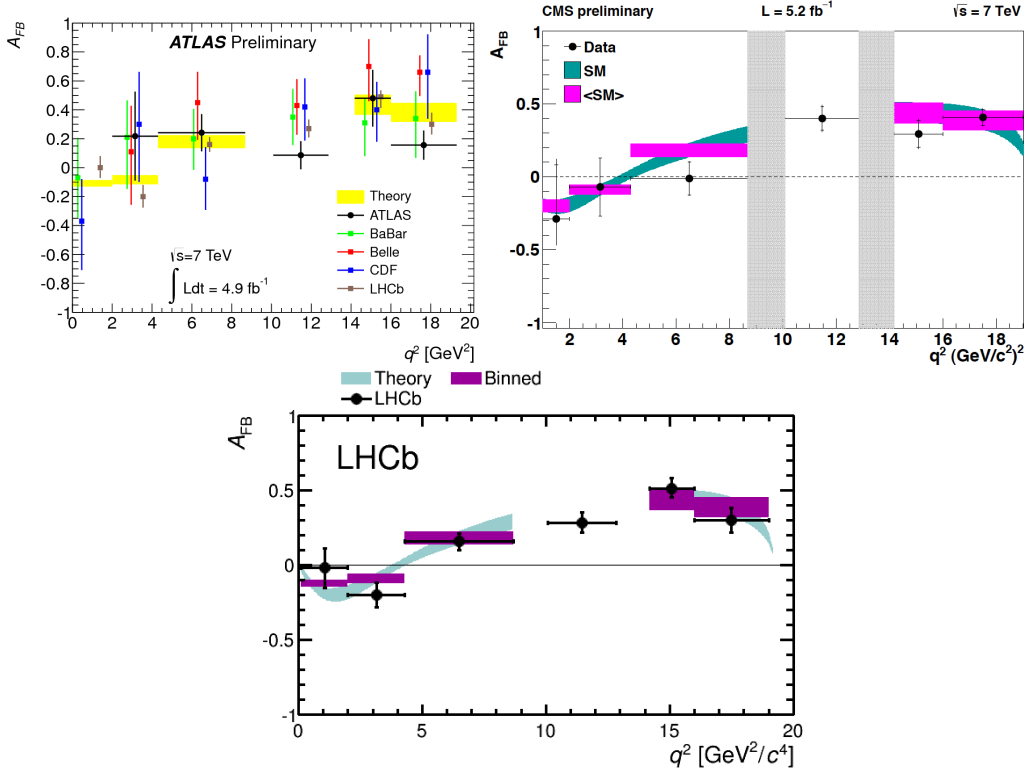 ATLAS Preliminary
A_FB
1
0.8
0.6
0.4
0.2
0
-0.2
-0.4
-0.6
-0.8
-1
Theory
ATLAS
BaBar
Belle
CDF
LHCb
√s=7 TeV
∫ Ldt = 4.9 fb⁻¹
0 2 4 6 8 10 12 14 16 18 20
q² [GeV²]
CMS preliminary L = 5.2 fb⁻¹ √s = 7 TeV
A_FB
1
0.5
0
-0.5
-1
Data
SM
<SM>
2 4 6 8 10 12 14 16 18
q² (GeV/c²)²
Theory Binned
LHCb
A_FB
1
0.5
0
-0.5
-1
LHCb
0 5 10 15 20
q² [GeV²/c⁴]